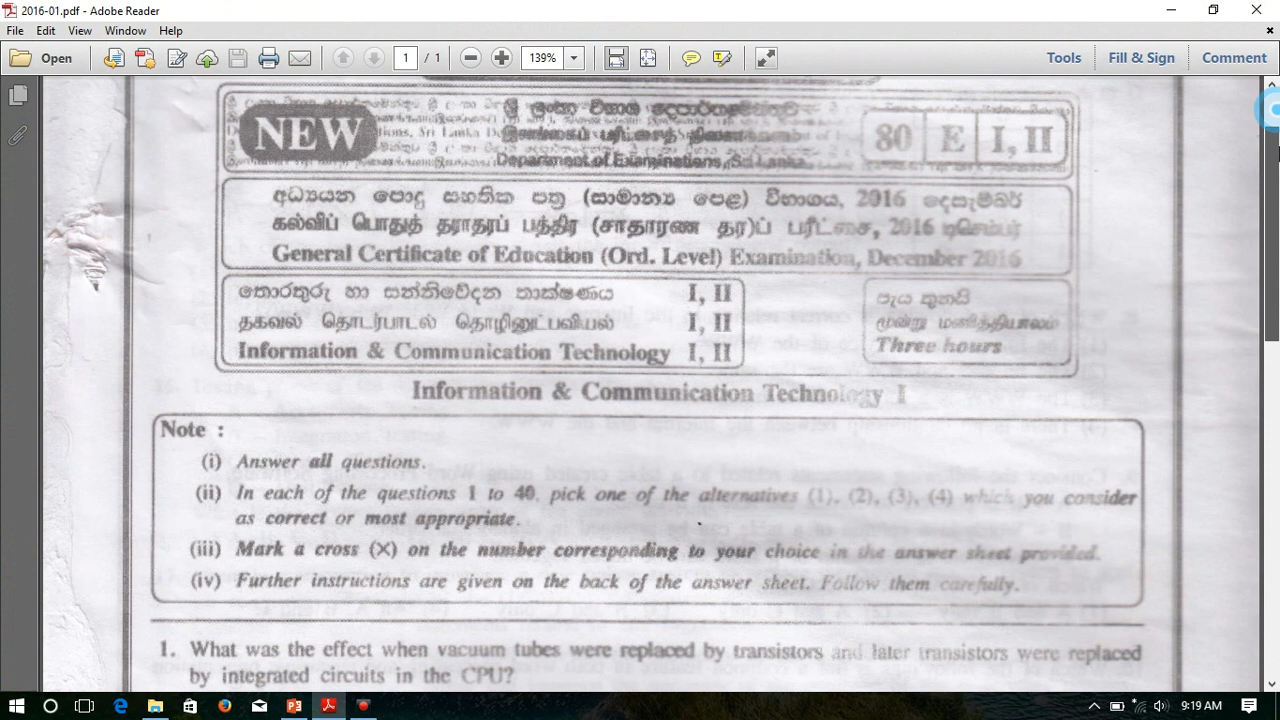 2016-01.pdf - Adobe Reader
File Edit View Window Help
Open 1 / 1 139% Tools Fill & Sign Comment
ශ්‍රී ලංකා විභාග දෙපාර්තමේන්තුව
NEW
இலங்கைப் பரீட்சைத் திணைக்களம்
80 E I, II
Department of Examinations, Sri Lanka
අධ්‍යයන පොදු සහතික පත්‍ර (සාමාන්‍ය පෙළ) විභාගය, 2016 දෙසැම්බර්
கல்விப் பொதுத் தராதரப் பத்திர (சாதாரண தர)ப் பரீட்சை, 2016 டிசெம்பர்
General Certificate of Education (Ord. Level) Examination, December 2016
තොරතුරු හා සන්නිවේදන තාක්ෂණය I, II
தகவல் தொடர்பாடல் தொழினுட்பவியல் I, II
Information & Communication Technology I, II
පැය තුනයි
மூன்று மணித்தியாலம்
Three hours
Information & Communication Technology I
Note :
(i) Answer all questions.
(ii) In each of the questions 1 to 40, pick one of the alternatives (1), (2), (3), (4) which you consider
as correct or most appropriate.
(iii) Mark a cross (X) on the number corresponding to your choice in the answer sheet provided.
(iv) Further instructions are given on the back of the answer sheet. Follow them carefully.
1. What was the effect when vacuum tubes were replaced by transistors and later transistors were replaced
by integrated circuits in the CPU?
9:19 AM